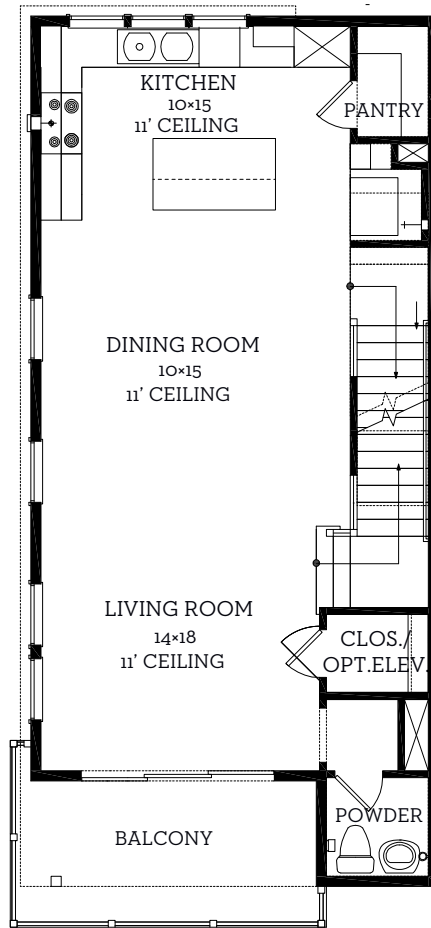 KITCHEN
10×15
11' CEILING
PANTRY
DINING ROOM
10×15
11' CEILING
LIVING ROOM
14×18
11' CEILING
CLOS./
OPT.ELEV.
POWDER
BALCONY